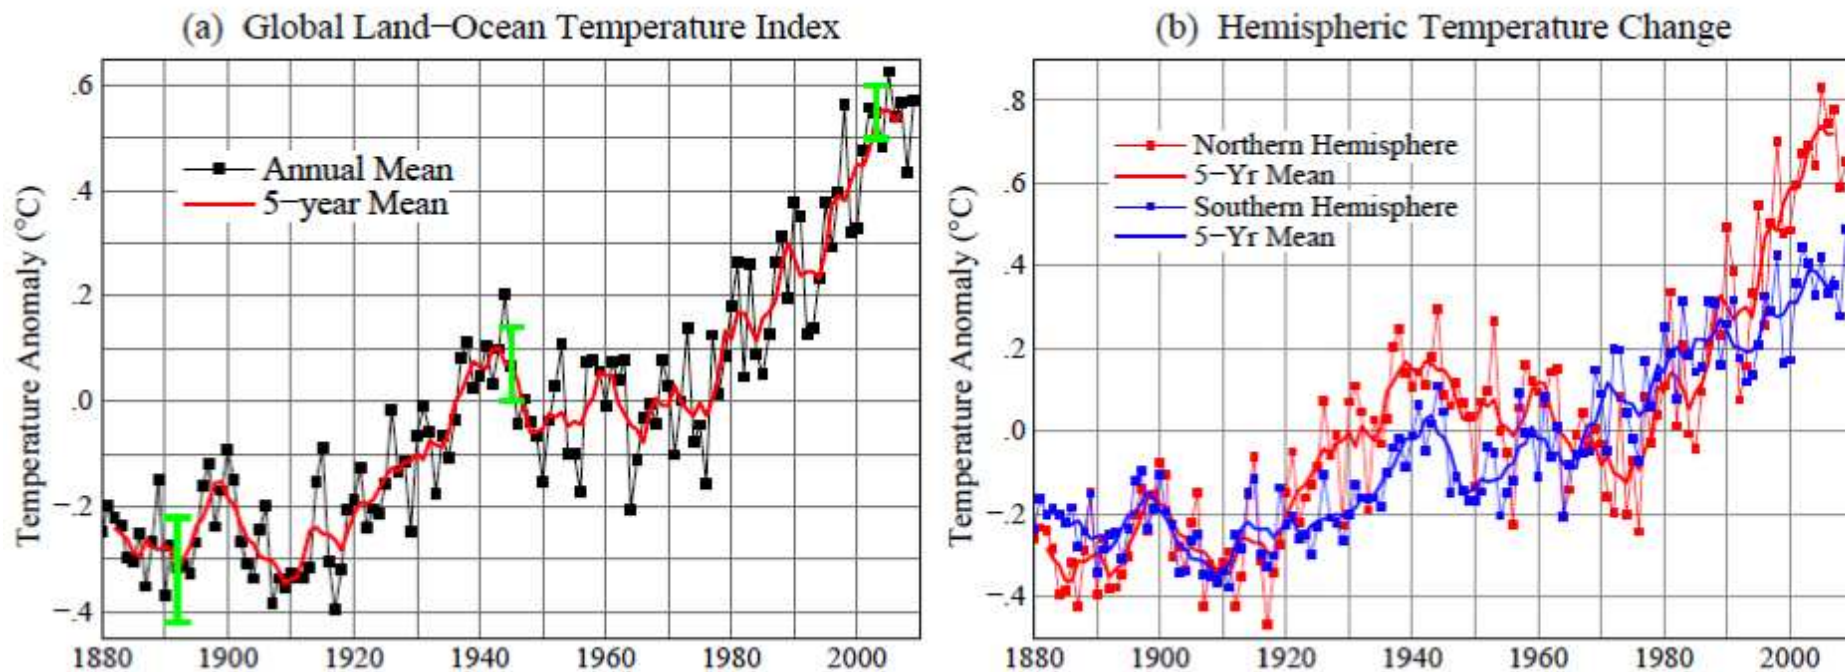 (a) Global Land−Ocean Temperature Index
.6
.4
.2
.0
−.2
−.4
Temperature Anomaly (°C)
Annual Mean
5−year Mean
1880 1900 1920 1940 1960 1980 2000
(b) Hemispheric Temperature Change
.8
.6
.4
.2
.0
−.2
−.4
Temperature Anomaly (°C)
Northern Hemisphere
5−Yr Mean
Southern Hemisphere
5−Yr Mean
1880 1900 1920 1940 1960 1980 2000